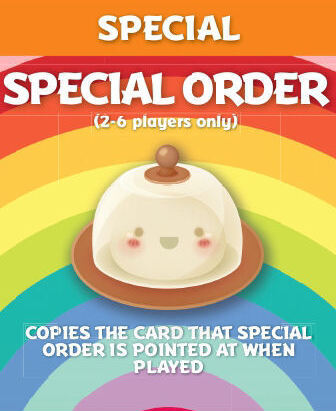 SPECIAL
SPECIAL ORDER
(2-6 players only)
COPIES THE CARD THAT SPECIAL
ORDER IS POINTED AT WHEN
PLAYED